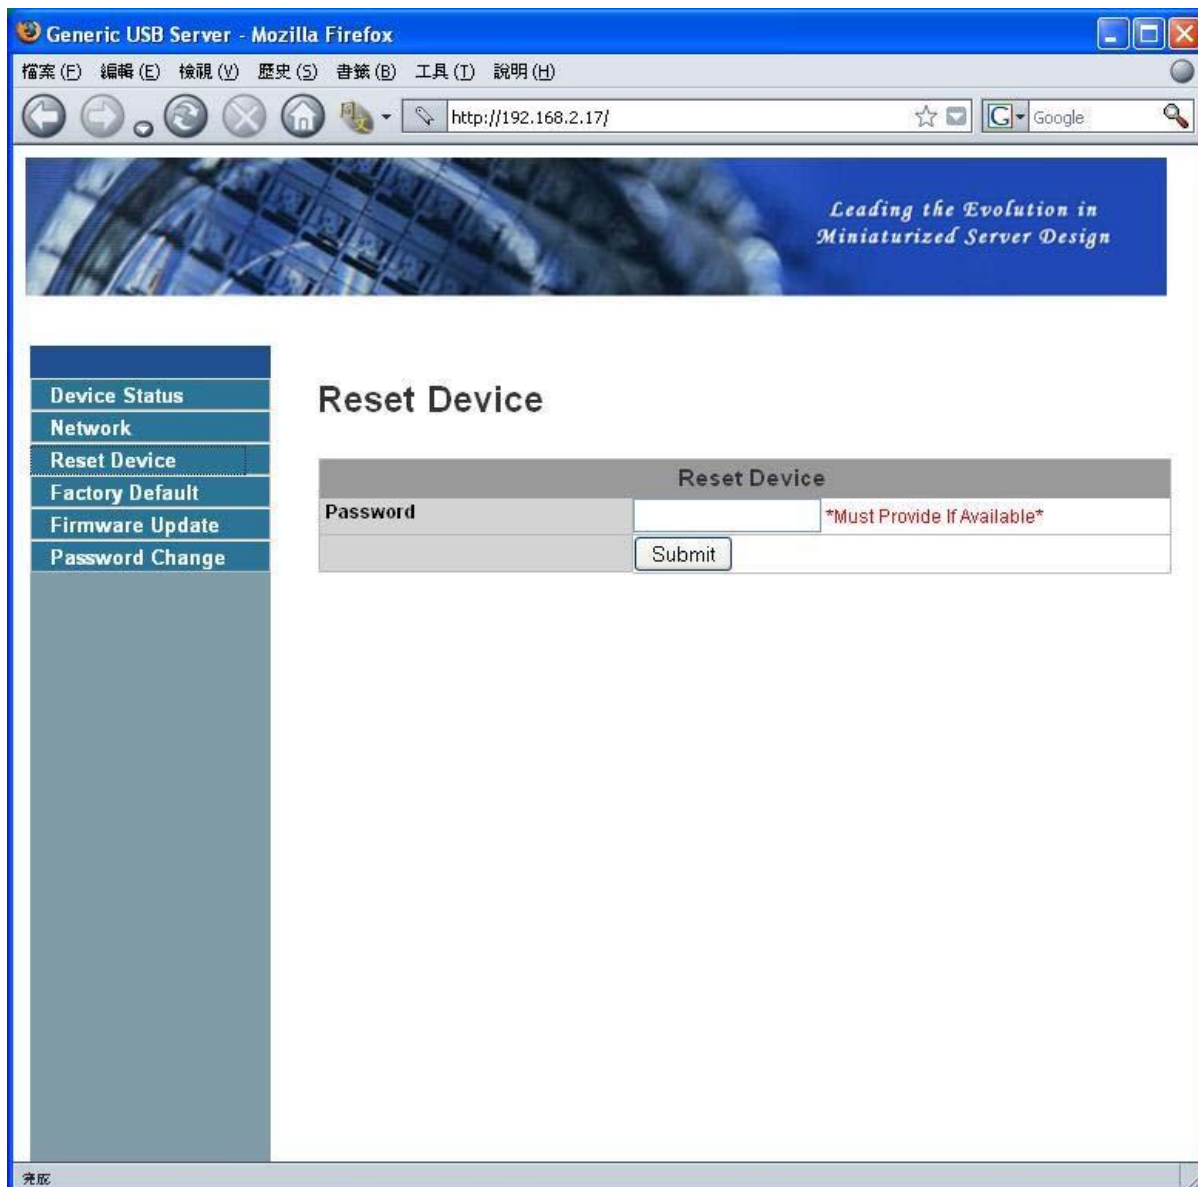 Generic USB Server - Mozilla Firefox
檔案(F) 編輯(E) 檢視(V) 歷史(S) 書籤(B) 工具(T) 說明(H)
http://192.168.2.17/ G Google
Leading the Evolution in
Miniaturized Server Design
Device Status
Network
Reset Device
Factory Default
Firmware Update
Password Change
Reset Device
Reset Device
Password *Must Provide If Available*
Submit
完成